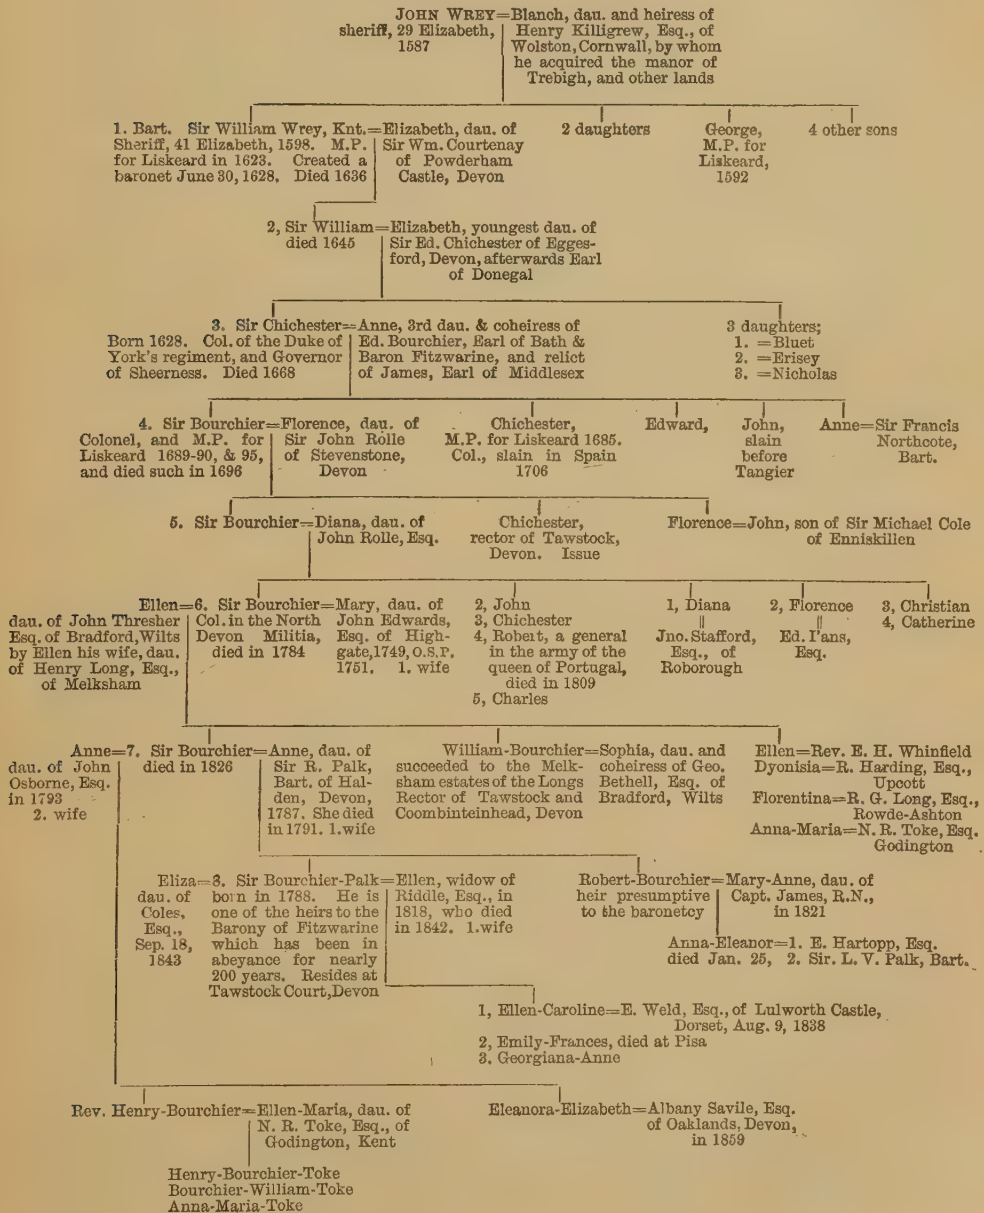 JOHN WREY=Blanch, dau. and heiress of
sheriff, 29 Elizabeth, Henry Killigrew, Esq., of
1587 Wolston, Cornwall, by whom
he acquired the manor of
Trebigh, and other lands
1. Bart. Sir William Wrey, Knt.=Elizabeth, dau. of
Sheriff, 41 Elizabeth, 1598. M.P. Sir Wm. Courtenay
for Liskeard in 1623. Created a of Powderham
baronet June 30, 1628. Died 1636 Castle, Devon
2 daughters
George,
M.P. for
Liskeard,
1592
4 other sons
2, Sir William=Elizabeth, youngest dau. of
died 1645 Sir Ed. Chichester of Egges-
ford, Devon, afterwards Earl
of Donegal
3. Sir Chichester=Anne, 3rd dau. & coheiress of
Born 1628. Col. of the Duke of Ed. Bourchier, Earl of Bath &
York's regiment, and Governor Baron Fitzwarine, and relict
of Sheerness. Died 1668 of James, Earl of Middlesex
3 daughters;
1. =Bluet
2. =Erisey
3. =Nicholas
4. Sir Bourchier=Florence, dau. of
Colonel, and M.P. for Sir John Rolle
Liskeard 1689-90, & 95, of Stevenstone,
and died such in 1696 Devon
Chichester,
M.P. for Liskeard 1685.
Col., slain in Spain
1706
Edward,
John,
slain
before
Tangier
Anne=Sir Francis
Northcote,
Bart.
5. Sir Bourchier=Diana, dau. of
John Rolle, Esq.
Chichester,
rector of Tawstock,
Devon. Issue
Florence=John, son of Sir Michael Cole
of Enniskillen
Ellen=6. Sir Bourchier=Mary, dau. of
dau. of John Thresher Col. in the North John Edwards,
Esq. of Bradford, Wilts Devon Militia, Esq. of High-
by Ellen his wife, dau. died in 1784 gate, 1749, O.S.P.
of Henry Long, Esq., 1751. 1. wife
of Melksham
2, John
3, Chichester
4, Robert, a general
in the army of the
queen of Portugal,
died in 1809
5, Charles
1, Diana
||
Jno. Stafford,
Esq., of
Roborough
2, Florence
||
Ed. I'ans,
Esq.
3, Christian
4, Catherine
Anne=7. Sir Bourchier=Anne, dau. of
dau. of John died in 1826 Sir R. Palk,
Osborne, Esq. Bart. of Hal-
in 1793 den, Devon,
2. wife 1787. She died
in 1791. 1. wife
William-Bourchier=Sophia, dau. and
succeeded to the Melk- coheiress of Geo.
sham estates of the Longs Bethell, Esq. of
Rector of Tawstock and Bradford, Wilts
Coombinteinhead, Devon
Ellen=Rev. E. H. Whinfield
Dyonisia=R. Harding, Esq.,
Upcott
Florentina=R. G. Long, Esq.,
Rowde-Ashton
Anna-Maria=N. R. Toke, Esq.
Godington
Eliza=8. Sir Bourchier-Palk=Ellen, widow of
dau. of born in 1788. He is Riddle, Esq., in
Coles, one of the heirs to the 1818, who died
Esq., Barony of Fitzwarine in 1842. 1. wife
Sep. 18, which has been in
1843 abeyance for nearly
200 years. Resides at
Tawstock Court, Devon
Robert-Bourchier=Mary-Anne, dau. of
heir presumptive Capt. James, R.N.,
to the baronetcy in 1821
Anna-Eleanor=1. E. Hartopp, Esq.
died Jan. 25, 2. Sir. L. V. Palk, Bart.
1, Ellen-Caroline=E. Weld, Esq., of Lulworth Castle,
Dorset, Aug. 9, 1838
2, Emily-Frances, died at Pisa
3. Georgiana-Anne
Rev. Henry-Bourchier=Ellen-Maria, dau. of
N. R. Toke, Esq., of
Godington, Kent
Eleanora-Elizabeth=Albany Savile, Esq.
of Oaklands, Devon,
in 1859
Henry-Bourchier-Toke
Bourchier-William-Toke
Anna-Maria-Toke